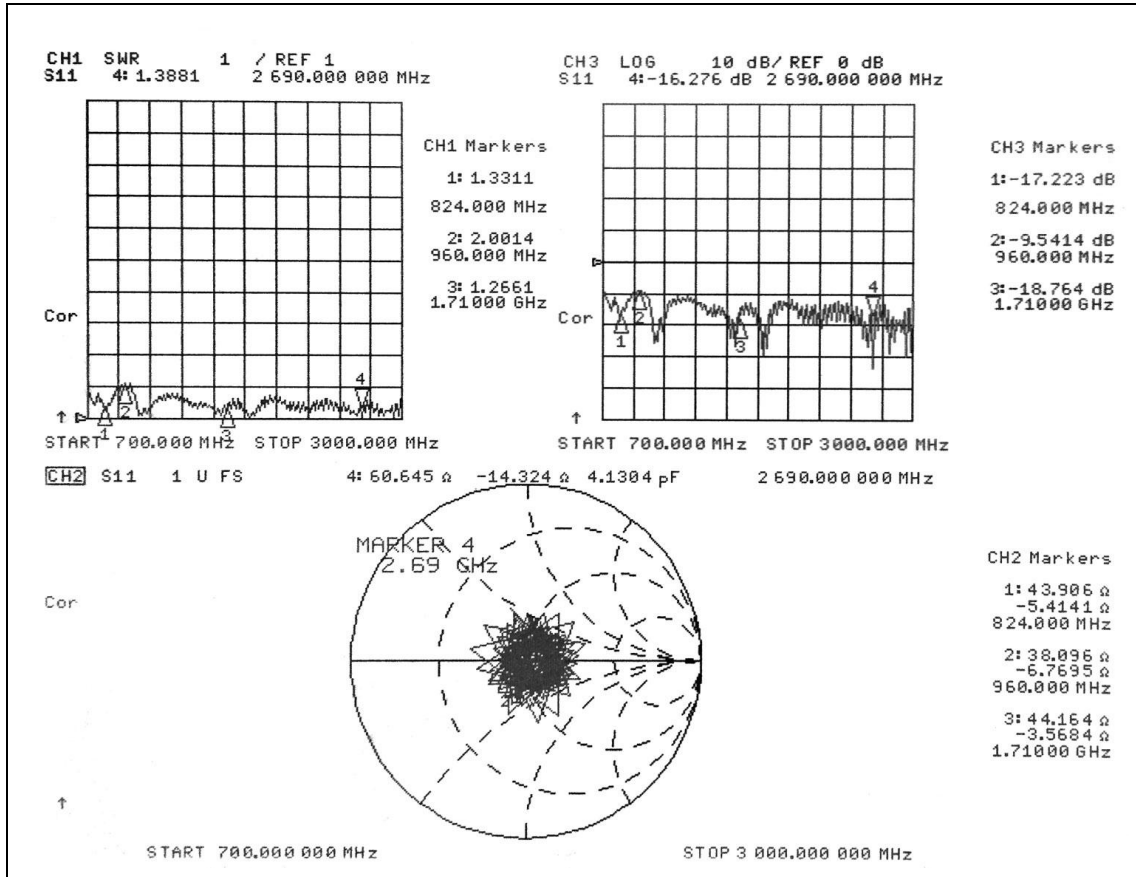 CH1 SWR 1 / REF 1
S11 4: 1.3881 2 690.000 000 MHz
CH1 Markers
1: 1.3311
824.000 MHz
2: 2.0014
960.000 MHz
3: 1.2661
1.71000 GHz
Cor
4
1
2
3
↑
START 700.000 MHz STOP 3000.000 MHz
CH3 LOG 10 dB/ REF 0 dB
S11 4:-16.276 dB 2 690.000 000 MHz
CH3 Markers
1:-17.223 dB
824.000 MHz
2:-9.5414 dB
960.000 MHz
3:-18.764 dB
1.71000 GHz
Cor
4
1
2
3
↑
START 700.000 MHz STOP 3000.000 MHz
CH2 S11 1 U FS 4: 60.645 Ω -14.324 Ω 4.1304 pF 2 690.000 000 MHz
MARKER 4
2.69 GHz
Cor
↑
CH2 Markers
1: 43.906 Ω
-5.4141 Ω
824.000 MHz
2: 38.096 Ω
-6.7695 Ω
960.000 MHz
3: 44.164 Ω
-3.5684 Ω
1.71000 GHz
START 700.000 000 MHz STOP 3 000.000 000 MHz